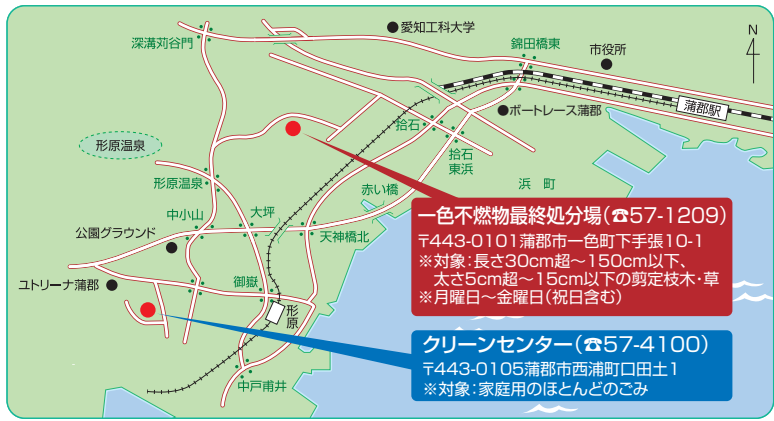 愛知工科大学
N
深溝苅谷門
錦田橋東
市役所
蒲郡駅
ボートレース蒲郡
拾石
形原温泉
拾石
東浜
形原温泉
赤い橋
浜 町
中小山
大坪
公園グラウンド
天神橋北
ユトリーナ蒲郡
御嶽
形原
中戸甫井
一色不燃物最終処分場(☎57-1209)
〒443-0101蒲郡市一色町下手張10-1
※対象:長さ30cm超～150cm以下、
太さ5cm超～15cm以下の剪定枝木・草
※月曜日～金曜日(祝日含む)
クリーンセンター(☎57-4100)
〒443-0105蒲郡市西浦町口田土1
※対象:家庭用のほとんどのごみ